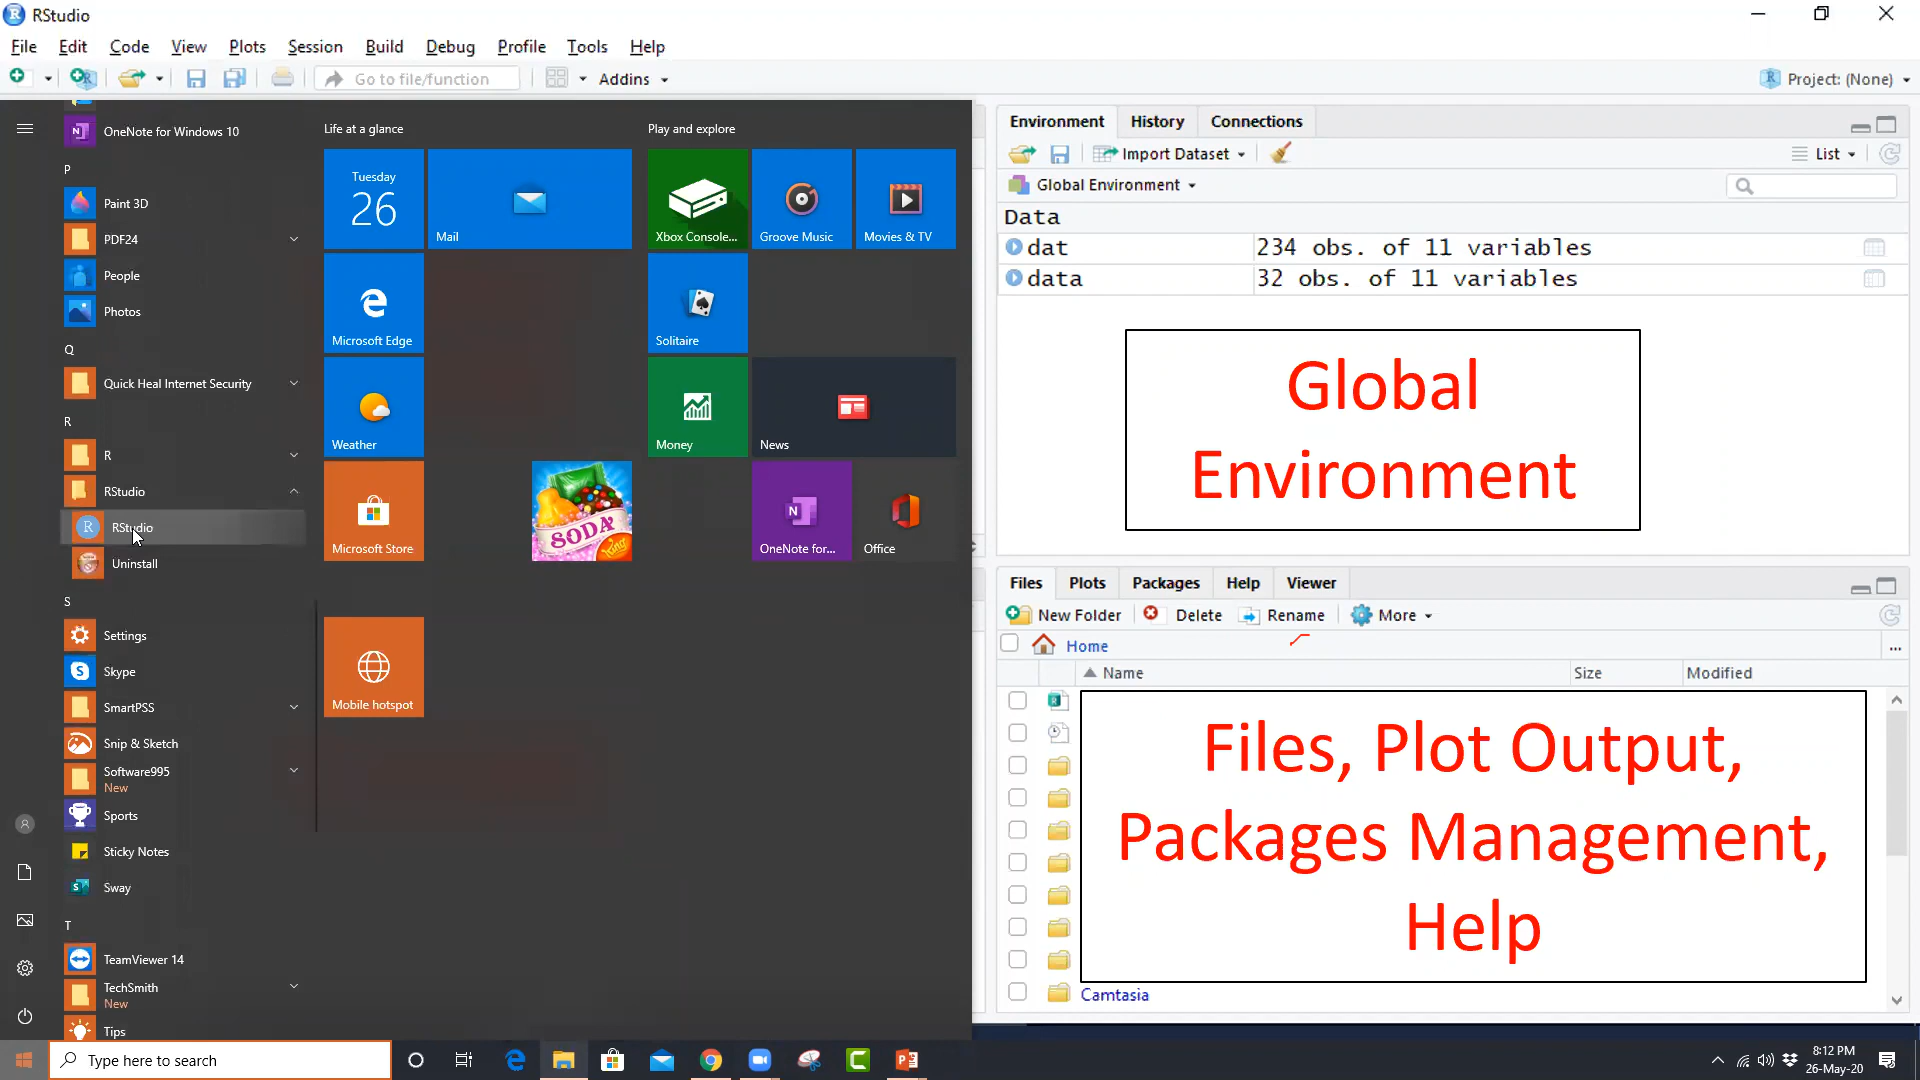 RStudio
File Edit Code View Plots Session Build Debug Profile Tools Help
Go to file/function Addins Project: (None)
OneNote for Windows 10
P
Paint 3D
PDF24
People
Photos
Q
Quick Heal Internet Security
R
R
RStudio
RStudio
Uninstall
S
Settings
Skype
SmartPSS
Snip & Sketch
Software995
New
Sports
Sticky Notes
Sway
T
TeamViewer 14
TechSmith
New
Tips
Life at a glance
Tuesday
26
Mail
Microsoft Edge
Weather
Microsoft Store
SODA
King
Mobile hotspot
Play and explore
Xbox Console...
Groove Music
Movies & TV
Solitaire
Money
News
OneNote for...
Office
Environment History Connections
Import Dataset List
Global Environment
Data
dat 234 obs. of 11 variables
data 32 obs. of 11 variables
Global
Environment
Files Plots Packages Help Viewer
New Folder Delete Rename More
Home ...
Name Size Modified
Files, Plot Output,
Packages Management,
Help
Camtasia
Type here to search
8:12 PM
26-May-20